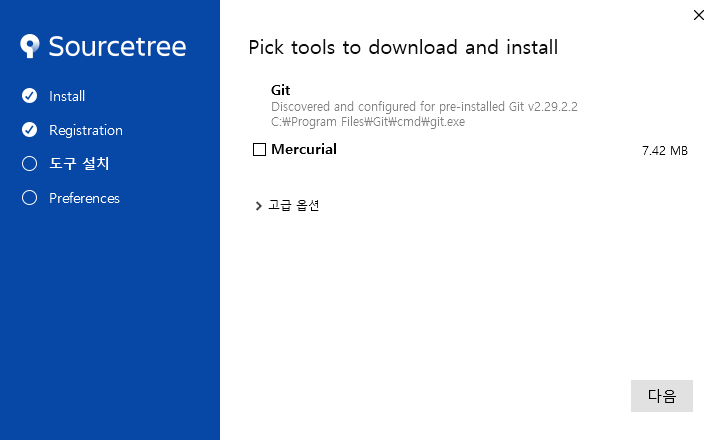 Sourcetree
Install
Registration
도구 설치
Preferences
Pick tools to download and install
Git
Discovered and configured for pre-installed Git v2.29.2.2
C:₩Program Files₩Git₩cmd₩git.exe
Mercurial 7.42 MB
고급 옵션
다음